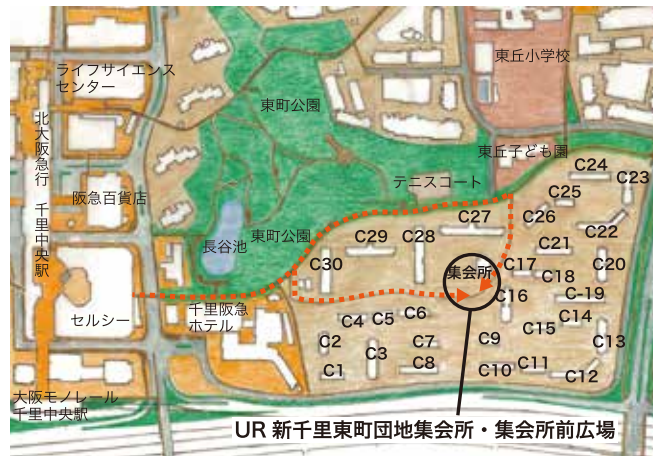 ライフサイエンス
センター
東丘小学校
東町公園
北大阪急行 千里中央駅
東丘子ども園
阪急百貨店
テニスコート
C24
C23
C25
C26
C27
C22
長谷池
東町公園
C29
C28
C21
C30
集会所
C17
C18
C20
C16
C-19
セルシー
千里阪急
ホテル
C4
C5
C6
C14
C15
C13
C2
C3
C7
C9
C1
C8
C10
C11
C12
大阪モノレール
千里中央駅
UR 新千里東町団地集会所・集会所前広場